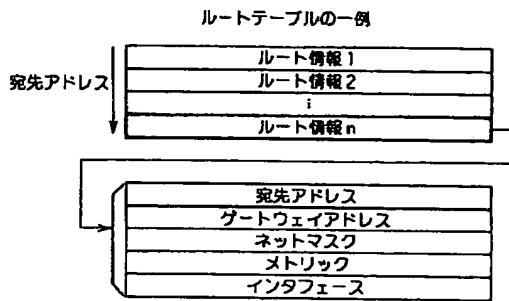 ルートテーブルの一例
ルート情報1
宛先アドレス
ルート情報2
⋮
ルート情報n
宛先アドレス
ゲートウェイアドレス
ネットマスク
メトリック
インタフェース